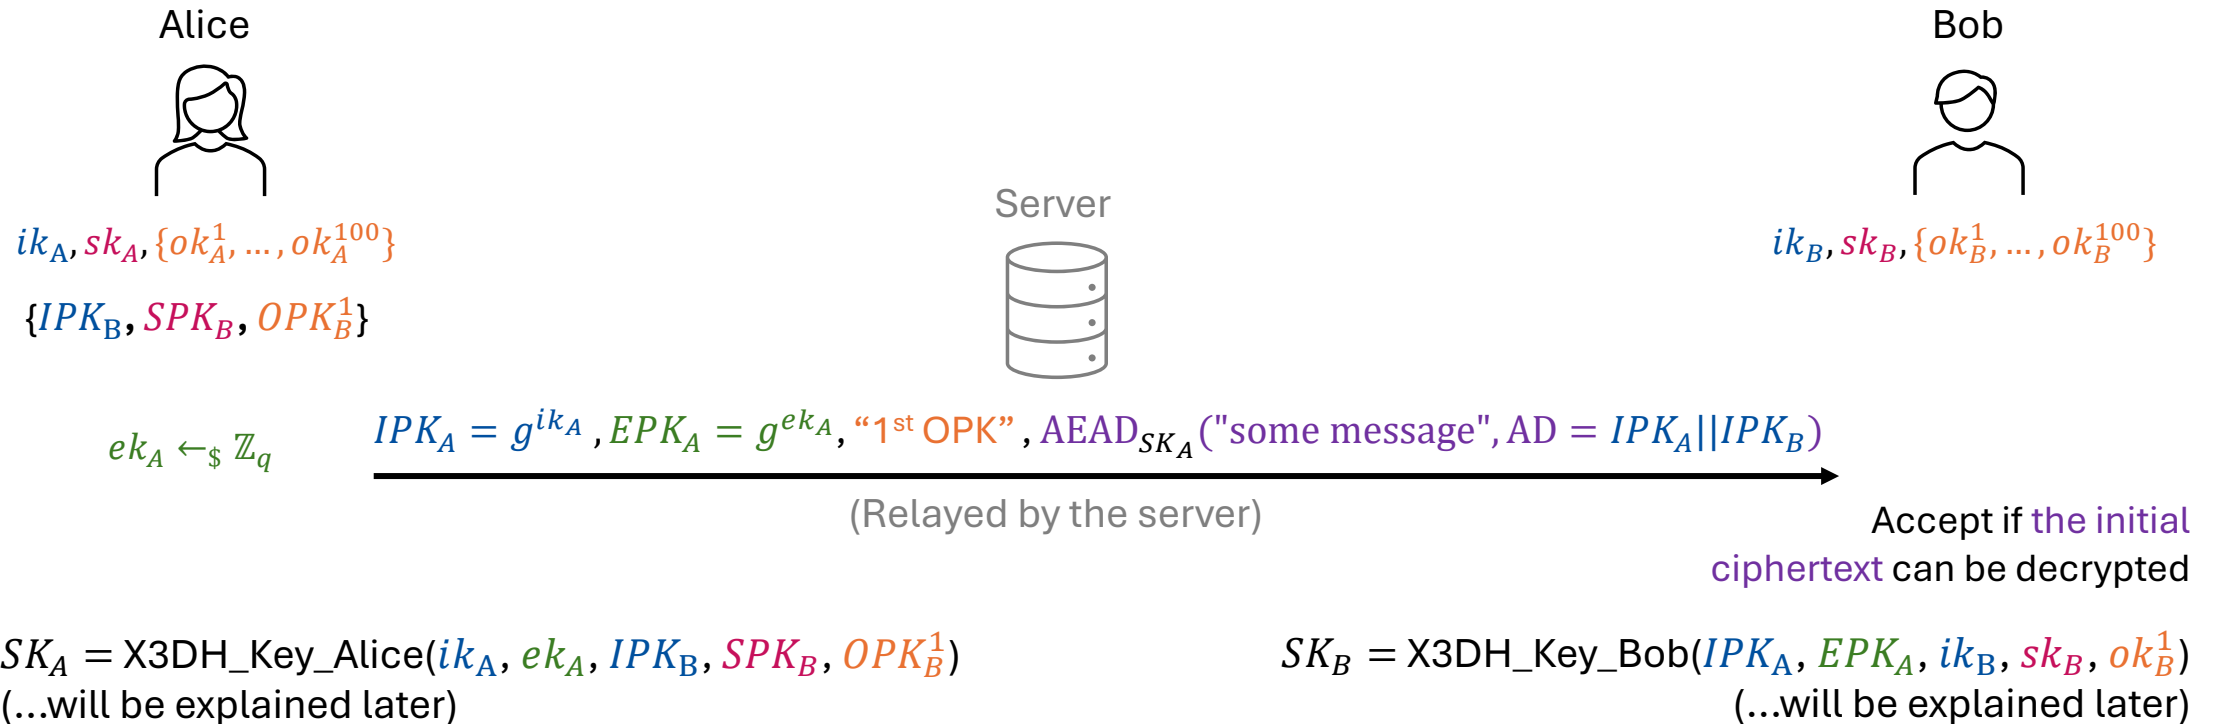 Alice
Bob
Server
ik_A, sk_A, {ok_A^1, ..., ok_A^100}
ik_B, sk_B, {ok_B^1, ..., ok_B^100}
{IPK_B, SPK_B, OPK_B^1}
ek_A ←_$ ℤ_q
IPK_A = g^{ik_A} , EPK_A = g^{ek_A}, “1st OPK” , AEAD_{SK_A}("some message", AD = IPK_A||IPK_B)
(Relayed by the server)
Accept if the initial
ciphertext can be decrypted
SK_A = X3DH_Key_Alice(ik_A, ek_A, IPK_B, SPK_B, OPK_B^1)
(...will be explained later)
SK_B = X3DH_Key_Bob(IPK_A, EPK_A, ik_B, sk_B, ok_B^1)
(...will be explained later)